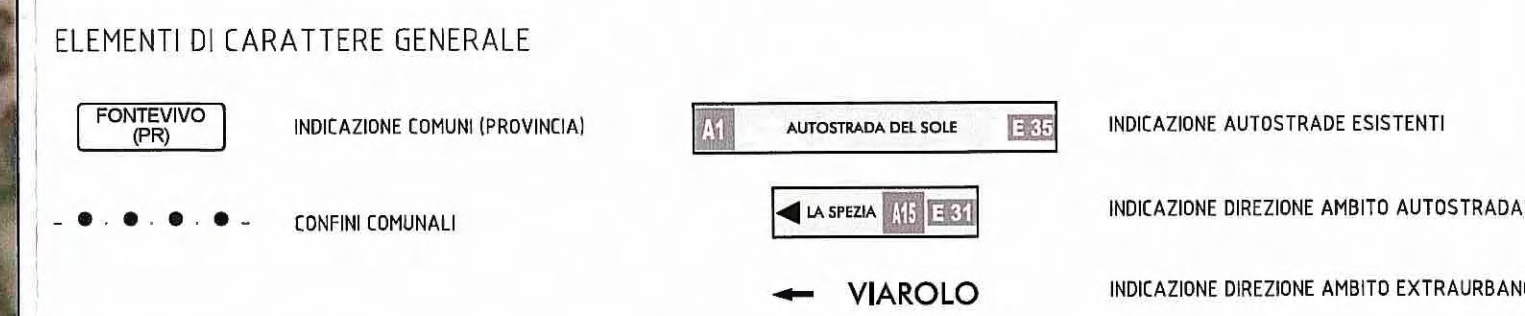 ELEMENTI DI CARATTERE GENERALE
FONTEVIVO
(PR)
INDICAZIONE COMUNI (PROVINCIA)
A1 AUTOSTRADA DEL SOLE E 35
INDICAZIONE AUTOSTRADE ESISTENTI
CONFINI COMUNALI
LA SPEZIA A15 E 31
INDICAZIONE DIREZIONE AMBITO AUTOSTRADA
VIAROLO
INDICAZIONE DIREZIONE AMBITO